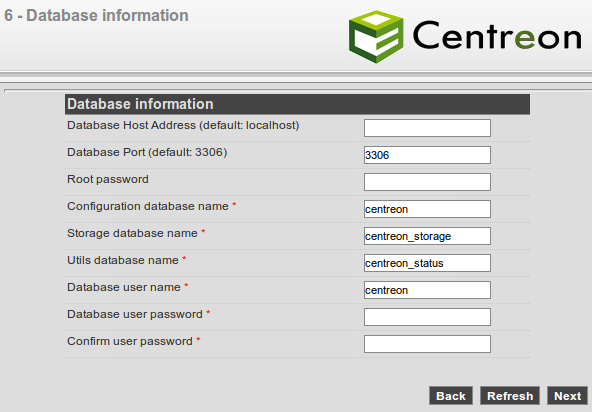 6 - Database information
Centreon
Database information
Database Host Address (default: localhost)
Database Port (default: 3306) 3306
Root password
Configuration database name * centreon
Storage database name * centreon_storage
Utils database name * centreon_status
Database user name * centreon
Database user password *
Confirm user password *
Back Refresh Next